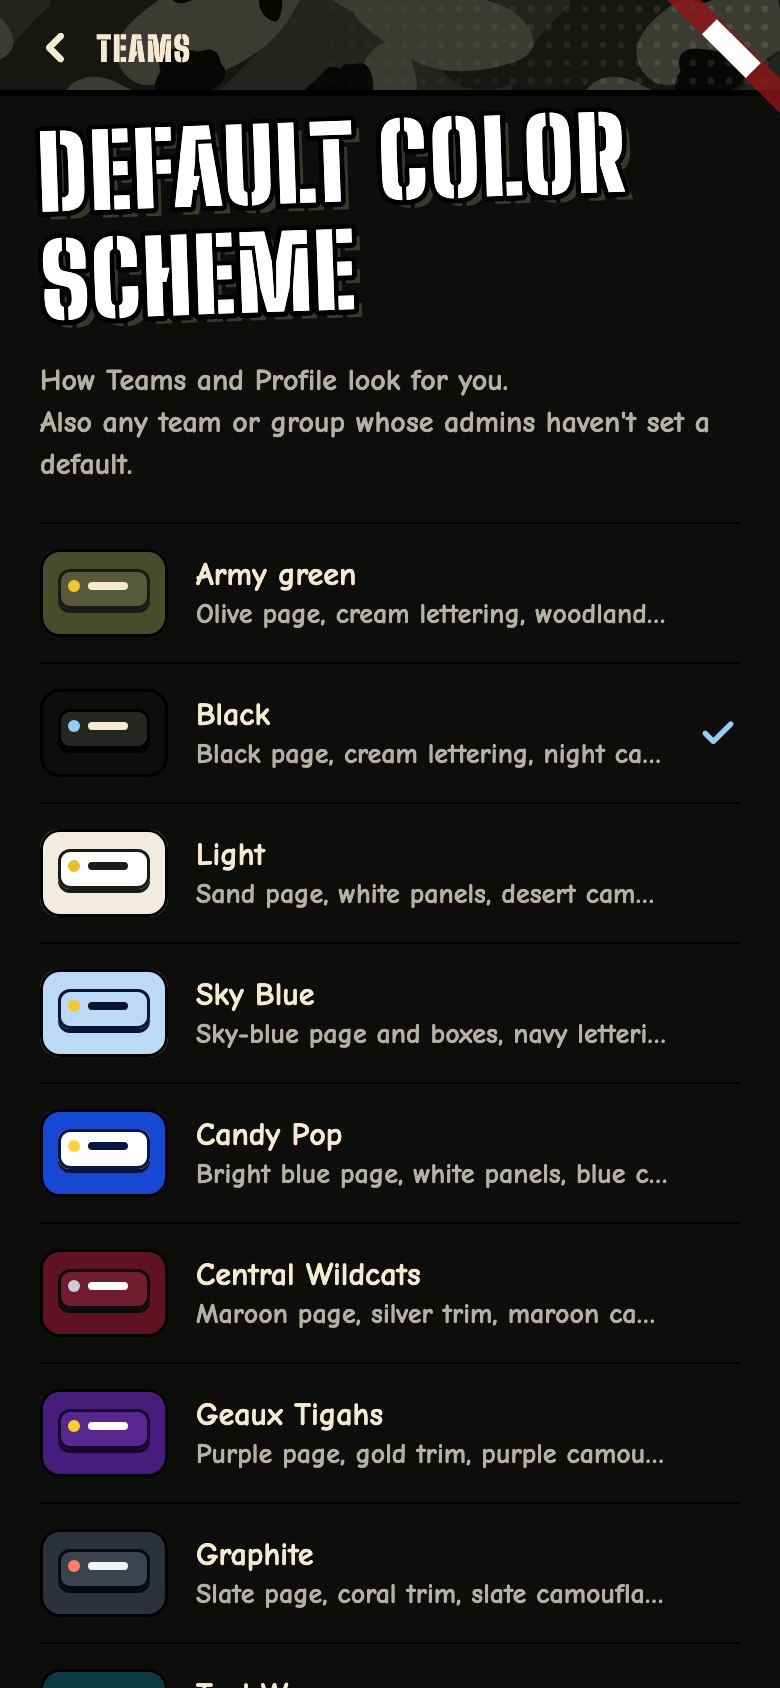 TEAMS
DEFAULT COLOR
SCHEME
How Teams and Profile look for you.
Also any team or group whose admins haven't set a
default.
Army green
Olive page, cream lettering, woodland...
Black
Black page, cream lettering, night ca...
Light
Sand page, white panels, desert cam...
Sky Blue
Sky-blue page and boxes, navy letteri...
Candy Pop
Bright blue page, white panels, blue c...
Central Wildcats
Maroon page, silver trim, maroon ca...
Geaux Tigahs
Purple page, gold trim, purple camou...
Graphite
Slate page, coral trim, slate camoufla...